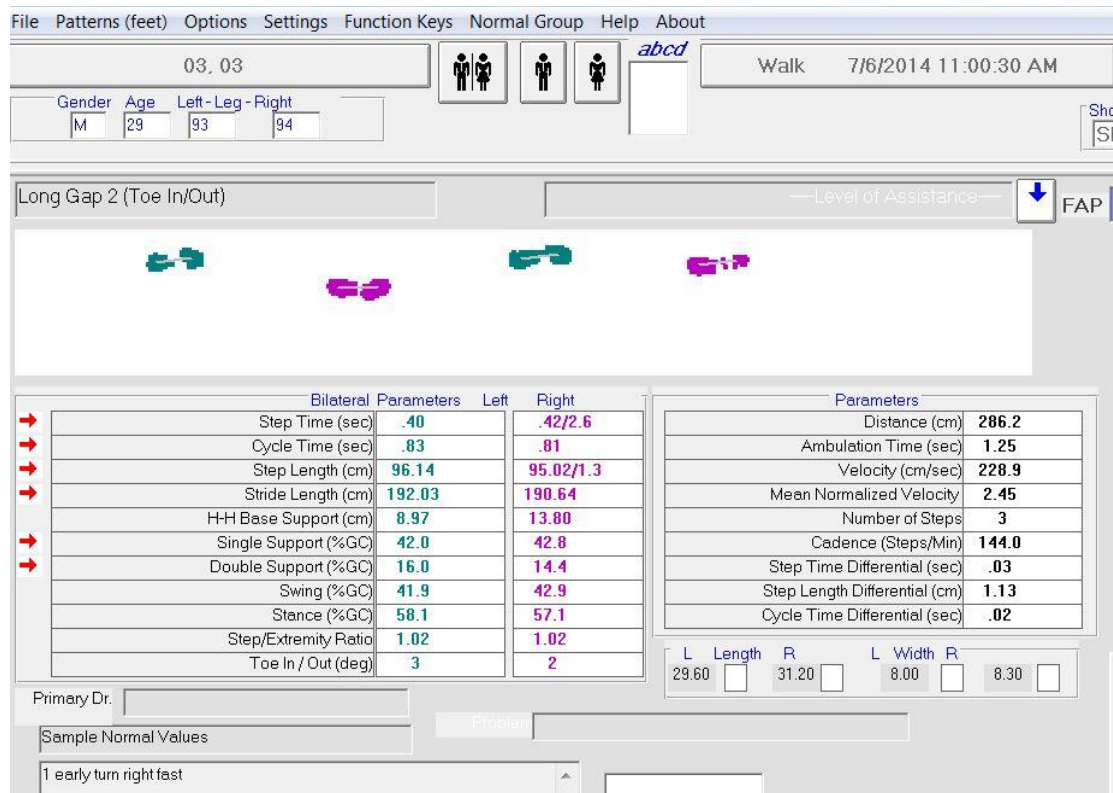 File Patterns (feet) Options Settings Function Keys Normal Group Help About
abcd
03, 03
Walk 7/6/2014 11:00:30 AM
Gender Age Left - Leg - Right
M 29 93 94
Long Gap 2 (Toe In/Out)
Level of Assistance
FAP
Bilateral Parameters Left Right
Step Time (sec) .40 .42/2.6
Cycle Time (sec) .83 .81
Step Length (cm) 96.14 95.02/1.3
Stride Length (cm) 192.03 190.64
H-H Base Support (cm) 8.97 13.80
Single Support (%GC) 42.0 42.8
Double Support (%GC) 16.0 14.4
Swing (%GC) 41.9 42.9
Stance (%GC) 58.1 57.1
Step/Extremity Ratio 1.02 1.02
Toe In / Out (deg) 3 2
Parameters
Distance (cm) 286.2
Ambulation Time (sec) 1.25
Velocity (cm/sec) 228.9
Mean Normalized Velocity 2.45
Number of Steps 3
Cadence (Steps/Min) 144.0
Step Time Differential (sec) .03
Step Length Differential (cm) 1.13
Cycle Time Differential (sec) .02
L Length R L Width R
29.60 31.20 8.00 8.30
Primary Dr.
Problem
Sample Normal Values
1 early turn right fast